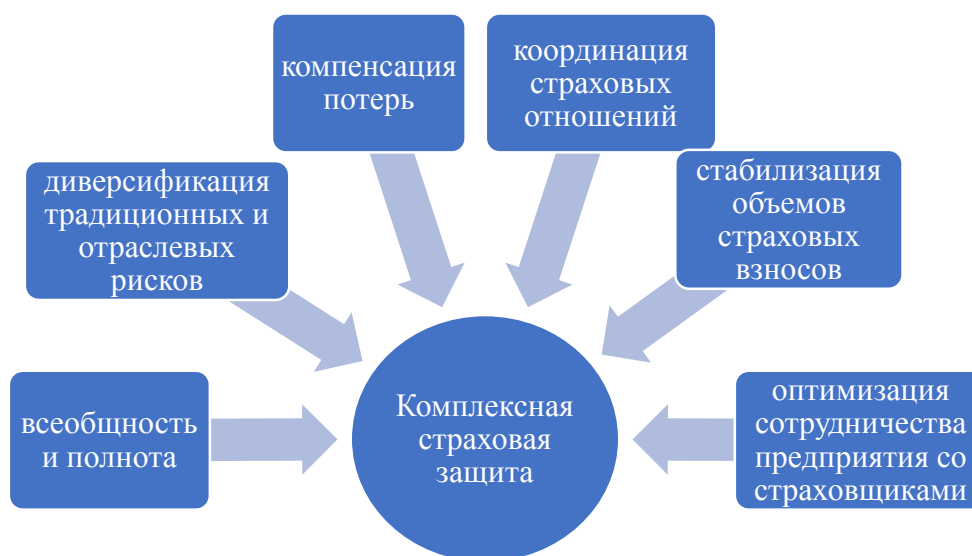 компенсация
потерь
координация
страховых
отношений
диверсификация
традиционных и
отраслевых
рисков
стабилизация
объемов
страховых
взносов
всеобщность
и полнота
Комплексная
страховая
защита
оптимизация
сотрудничества
предприятия со
страховщиками